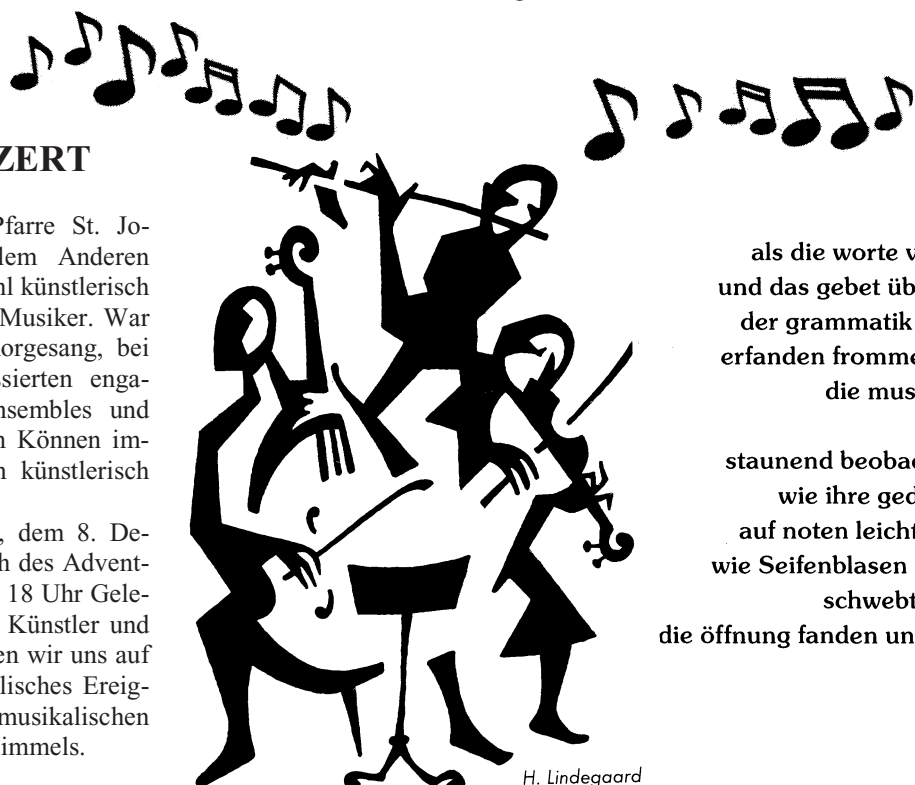 ZERT
Pfarre St. Jo-
lem Anderen
hl künstlerisch
Musiker. War
orgesang, bei
ssierten enga-
nsembles und
n Können im-
n künstlerisch
, dem 8. De-
h des Advent-
18 Uhr Gele-
Künstler und
en wir uns auf
lisches Ereig-
musikalischen
immels.
als die worte v
und das gebet üb
der grammatik
erfanden fromme
die mus
staunend beobac
wie ihre ged
auf noten leicht
wie Seifenblasen
schwebt
die öffnung fanden un
H. Lindegaard